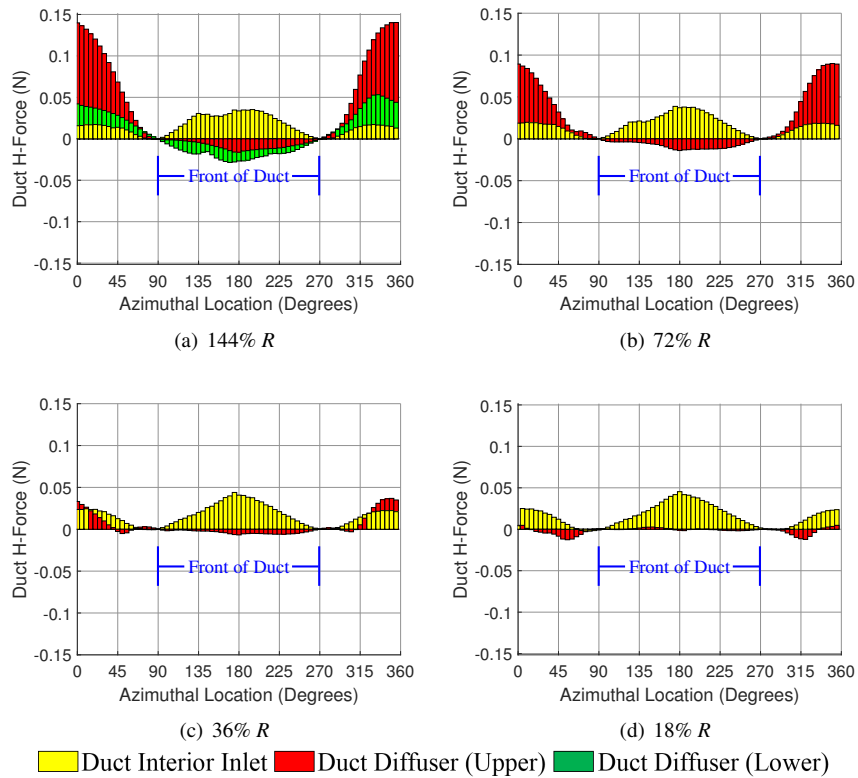 Duct H-Force (N)
0.15
0.1
0.05
0
-0.05
-0.1
-0.15
Front of Duct
0 45 90 135 180 225 270 315 360
Azimuthal Location (Degrees)
(a) 144% R
Duct H-Force (N)
0.15
0.1
0.05
0
-0.05
-0.1
-0.15
Front of Duct
0 45 90 135 180 225 270 315 360
Azimuthal Location (Degrees)
(b) 72% R
Duct H-Force (N)
0.15
0.1
0.05
0
-0.05
-0.1
-0.15
Front of Duct
0 45 90 135 180 225 270 315 360
Azimuthal Location (Degrees)
(c) 36% R
Duct H-Force (N)
0.15
0.1
0.05
0
-0.05
-0.1
-0.15
Front of Duct
0 45 90 135 180 225 270 315 360
Azimuthal Location (Degrees)
(d) 18% R
Duct Interior Inlet Duct Diffuser (Upper) Duct Diffuser (Lower)